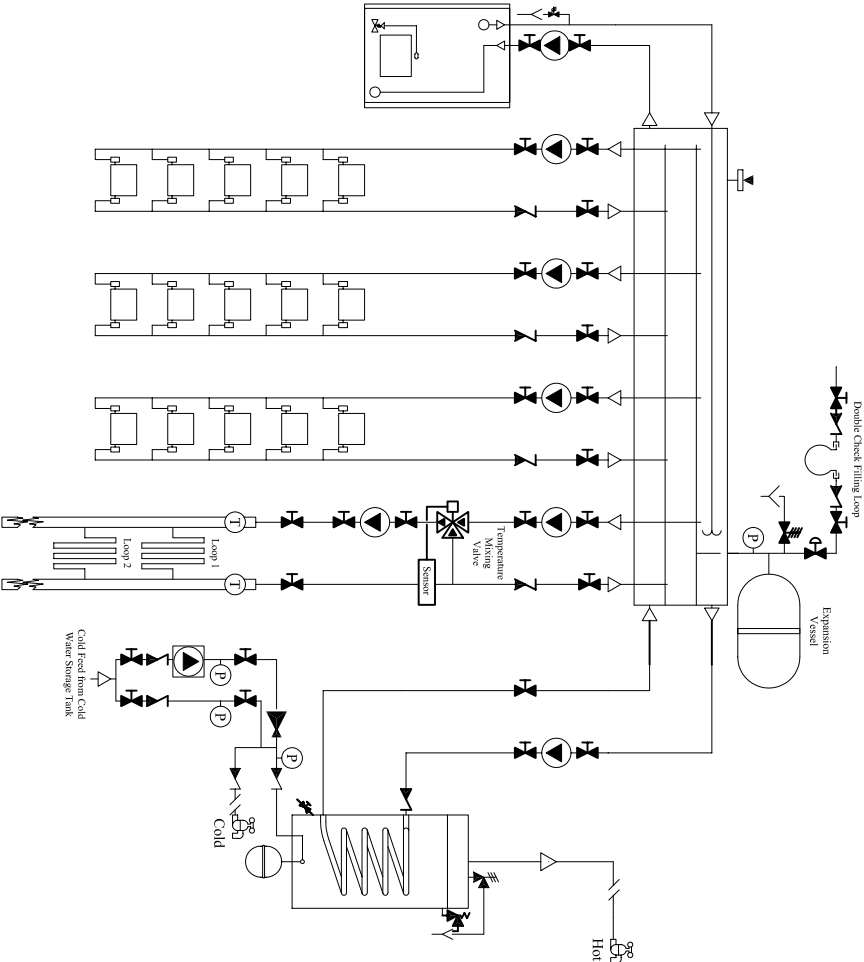 Double Check Filling Loop
P
Expansion
Vessel
Temperature
Mixing
Valve
Sensor
T
T
Loop 1
Loop 2
Cold Feed from Cold
Water Storage Tank
P
P
P
Cold
Hot